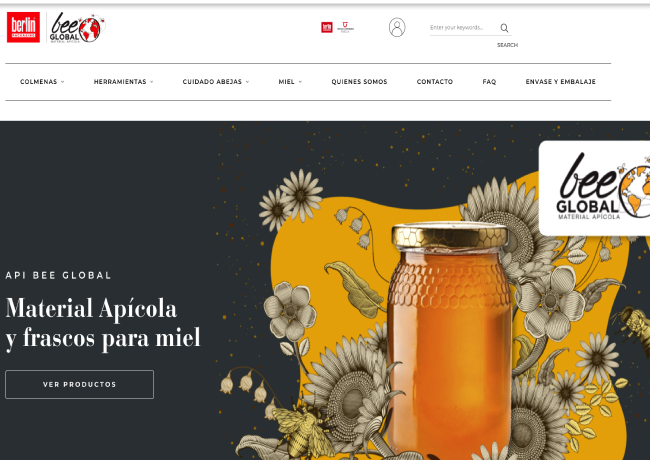 berlin
PACKAGING
bee
GLOBAL
MATERIAL APÍCOLA
berlin
Enter your keywords...
SEARCH
COLMENAS
HERRAMIENTAS
CUIDADO ABEJAS
MIEL
QUIENES SOMOS
CONTACTO
FAQ
ENVASE Y EMBALAJE
bee
GLOBAL
MATERIAL APÍCOLA
API BEE GLOBAL
Material Apícola
y frascos para miel
VER PRODUCTOS